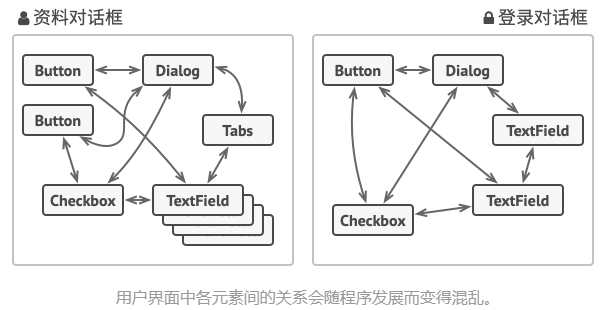 资料对话框
登录对话框
Button
Dialog
Button
Tabs
Checkbox
TextField
Button
Dialog
TextField
TextField
Checkbox
用户界面中各元素间的关系会随程序发展而变得混乱。